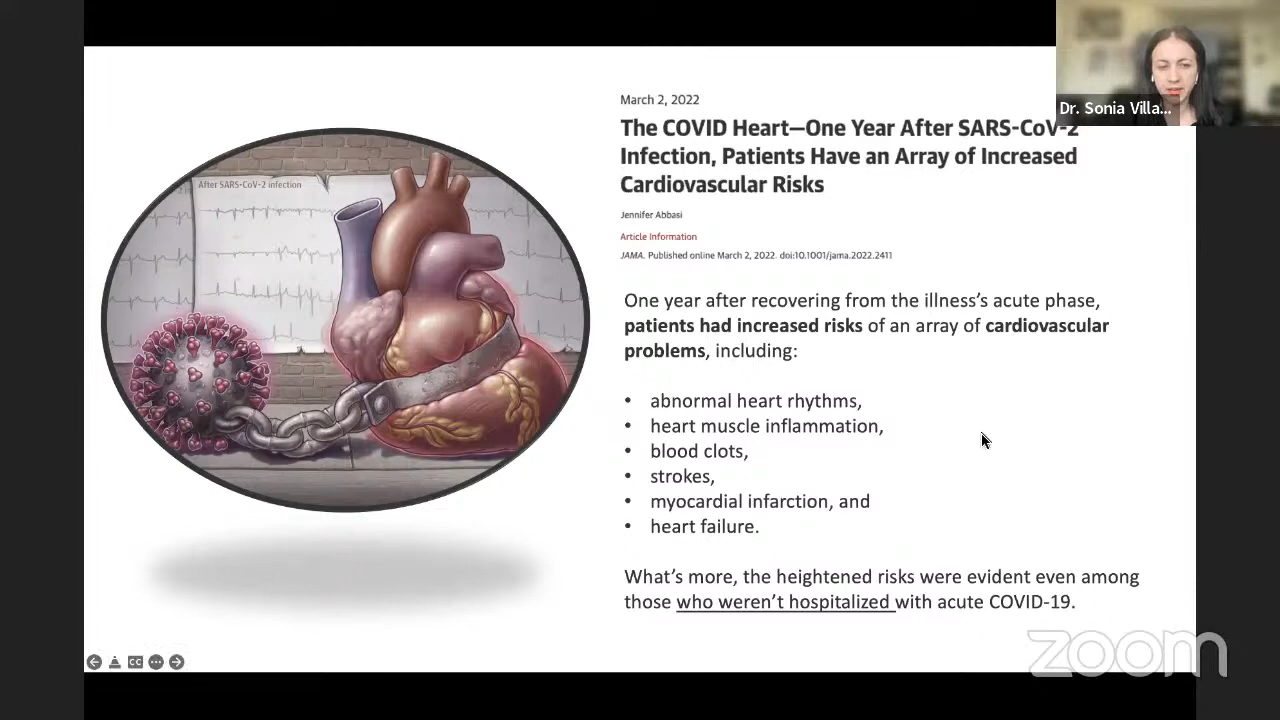 Dr. Sonia Villa...
March 2, 2022
The COVID Heart—One Year After SARS-CoV-2
Infection, Patients Have an Array of Increased
Cardiovascular Risks
Jennifer Abbasi
Article Information
JAMA. Published online March 2, 2022. doi:10.1001/jama.2022.2411
After SARS-CoV-2 infection
One year after recovering from the illness’s acute phase,
patients had increased risks of an array of cardiovascular
problems, including:
• abnormal heart rhythms,
• heart muscle inflammation,
• blood clots,
• strokes,
• myocardial infarction, and
• heart failure.
What’s more, the heightened risks were evident even among
those who weren’t hospitalized with acute COVID-19.
CC
zoom